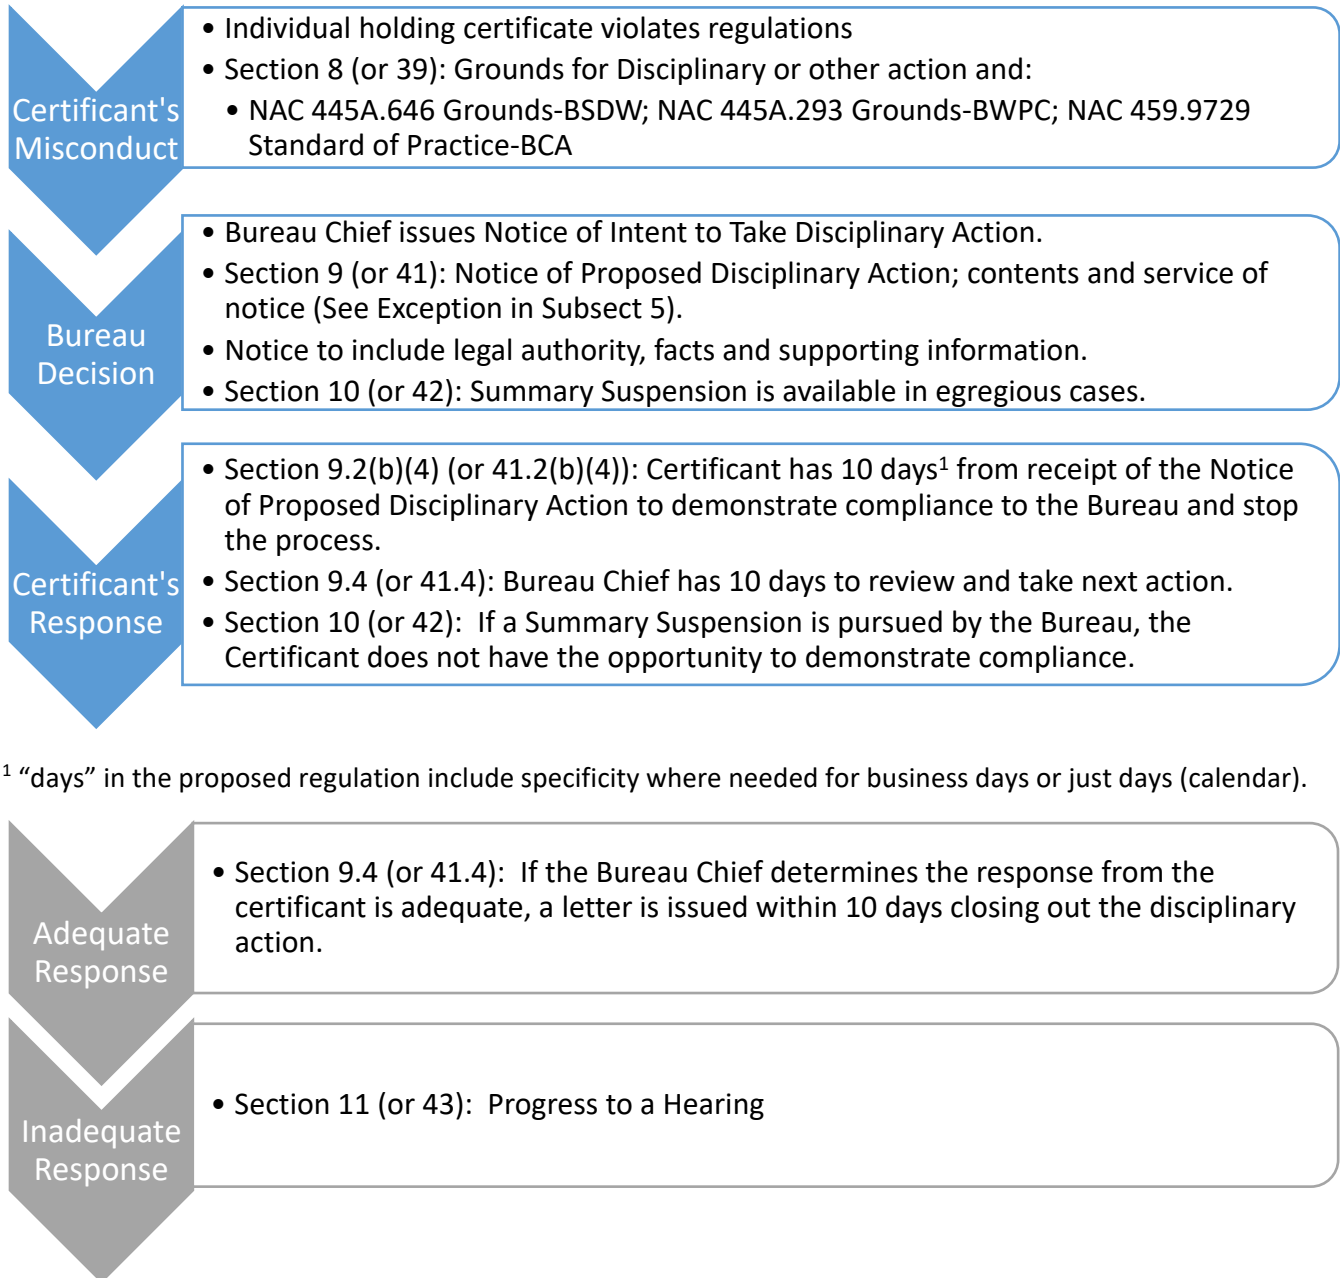 Certificant's
Misconduct
• Individual holding certificate violates regulations
• Section 8 (or 39): Grounds for Disciplinary or other action and:
• NAC 445A.646 Grounds-BSDW; NAC 445A.293 Grounds-BWPC; NAC 459.9729
Standard of Practice-BCA
Bureau
Decision
• Bureau Chief issues Notice of Intent to Take Disciplinary Action.
• Section 9 (or 41): Notice of Proposed Disciplinary Action; contents and service of
notice (See Exception in Subsect 5).
• Notice to include legal authority, facts and supporting information.
• Section 10 (or 42): Summary Suspension is available in egregious cases.
Certificant's
Response
• Section 9.2(b)(4) (or 41.2(b)(4)): Certificant has 10 days¹ from receipt of the Notice
of Proposed Disciplinary Action to demonstrate compliance to the Bureau and stop
the process.
• Section 9.4 (or 41.4): Bureau Chief has 10 days to review and take next action.
• Section 10 (or 42): If a Summary Suspension is pursued by the Bureau, the
Certificant does not have the opportunity to demonstrate compliance.
¹ “days” in the proposed regulation include specificity where needed for business days or just days (calendar).
Adequate
Response
• Section 9.4 (or 41.4): If the Bureau Chief determines the response from the
certificant is adequate, a letter is issued within 10 days closing out the disciplinary
action.
Inadequate
Response
• Section 11 (or 43): Progress to a Hearing